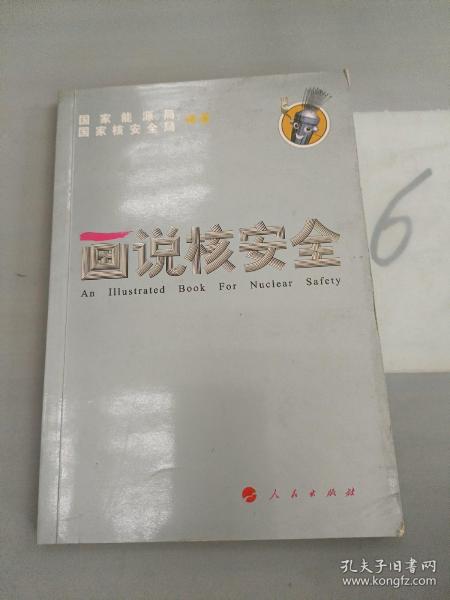 国家能源局
国家核安全局
编著
画说核安全
An Illustrated Book For Nuclear Safety
人民出版社
6
孔夫子旧书网
www.kongfz.com